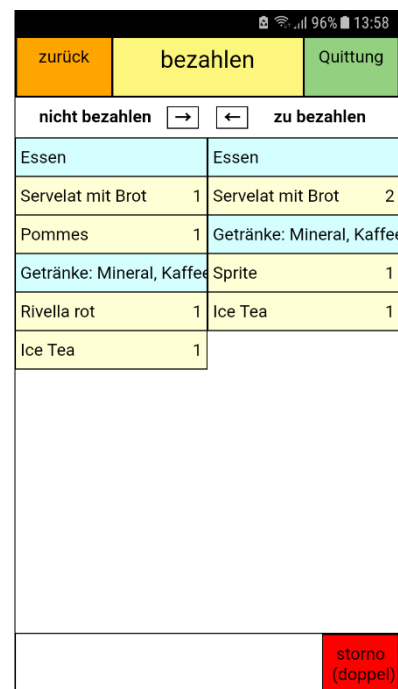 96% 13:58
zurück bezahlen Quittung
nicht bezahlen → ← zu bezahlen
Essen Essen
Servelat mit Brot 1 Servelat mit Brot 2
Pommes 1 Getränke: Mineral, Kaffee
Getränke: Mineral, Kaffee Sprite 1
Rivella rot 1 Ice Tea 1
Ice Tea 1
storno
(doppel)